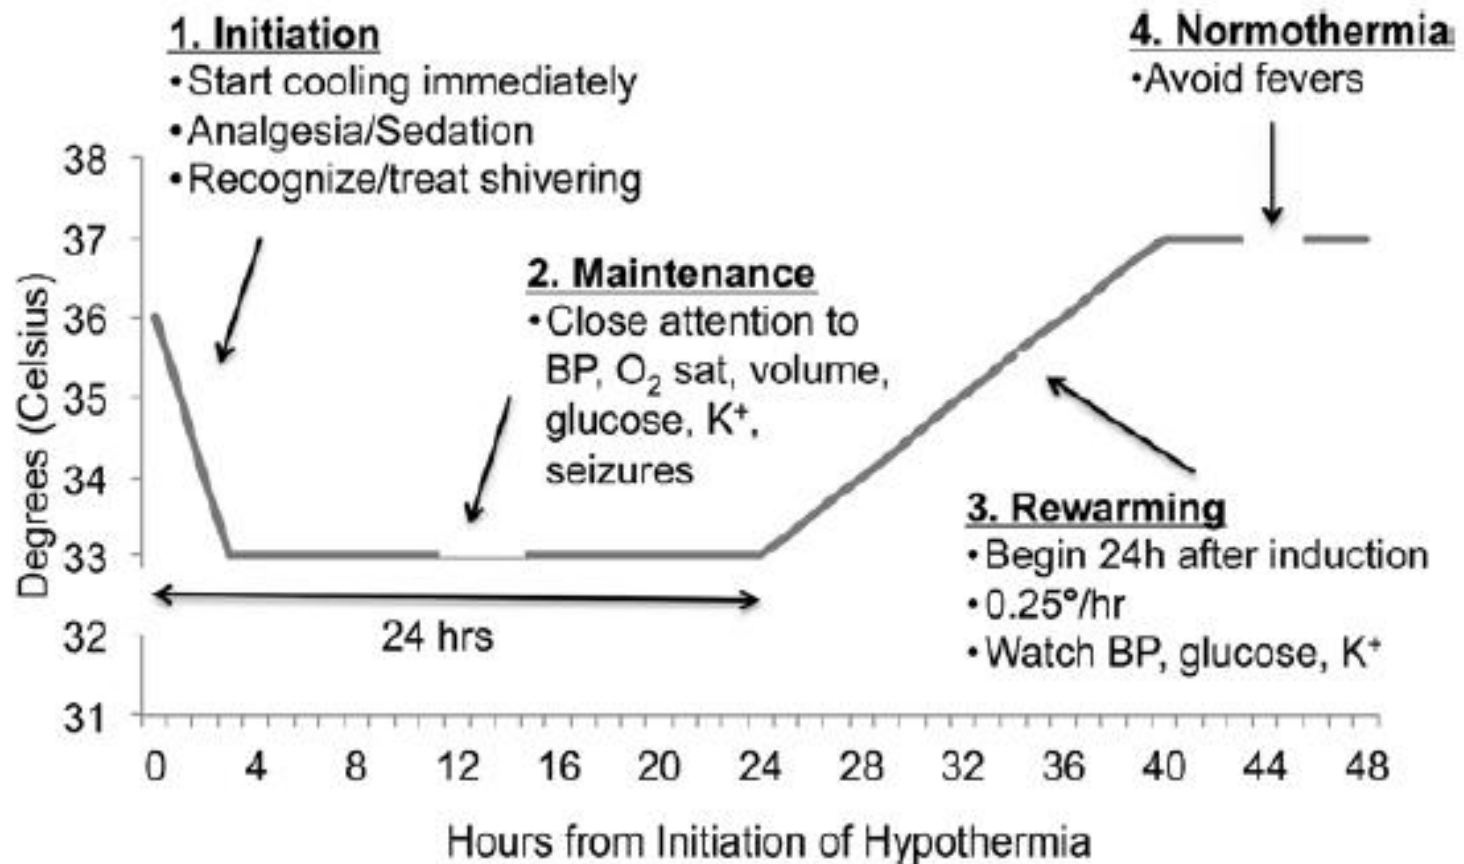 1. Initiation
•Start cooling immediately
•Analgesia/Sedation
•Recognize/treat shivering
4. Normothermia
•Avoid fevers
2. Maintenance
•Close attention to
BP, O₂ sat, volume,
glucose, K⁺,
seizures
3. Rewarming
•Begin 24h after induction
•0.25°/hr
•Watch BP, glucose, K⁺
24 hrs
Degrees (Celsius)
38
37
36
35
34
33
32
31
0 4 8 12 16 20 24 28 32 36 40 44 48
Hours from Initiation of Hypothermia